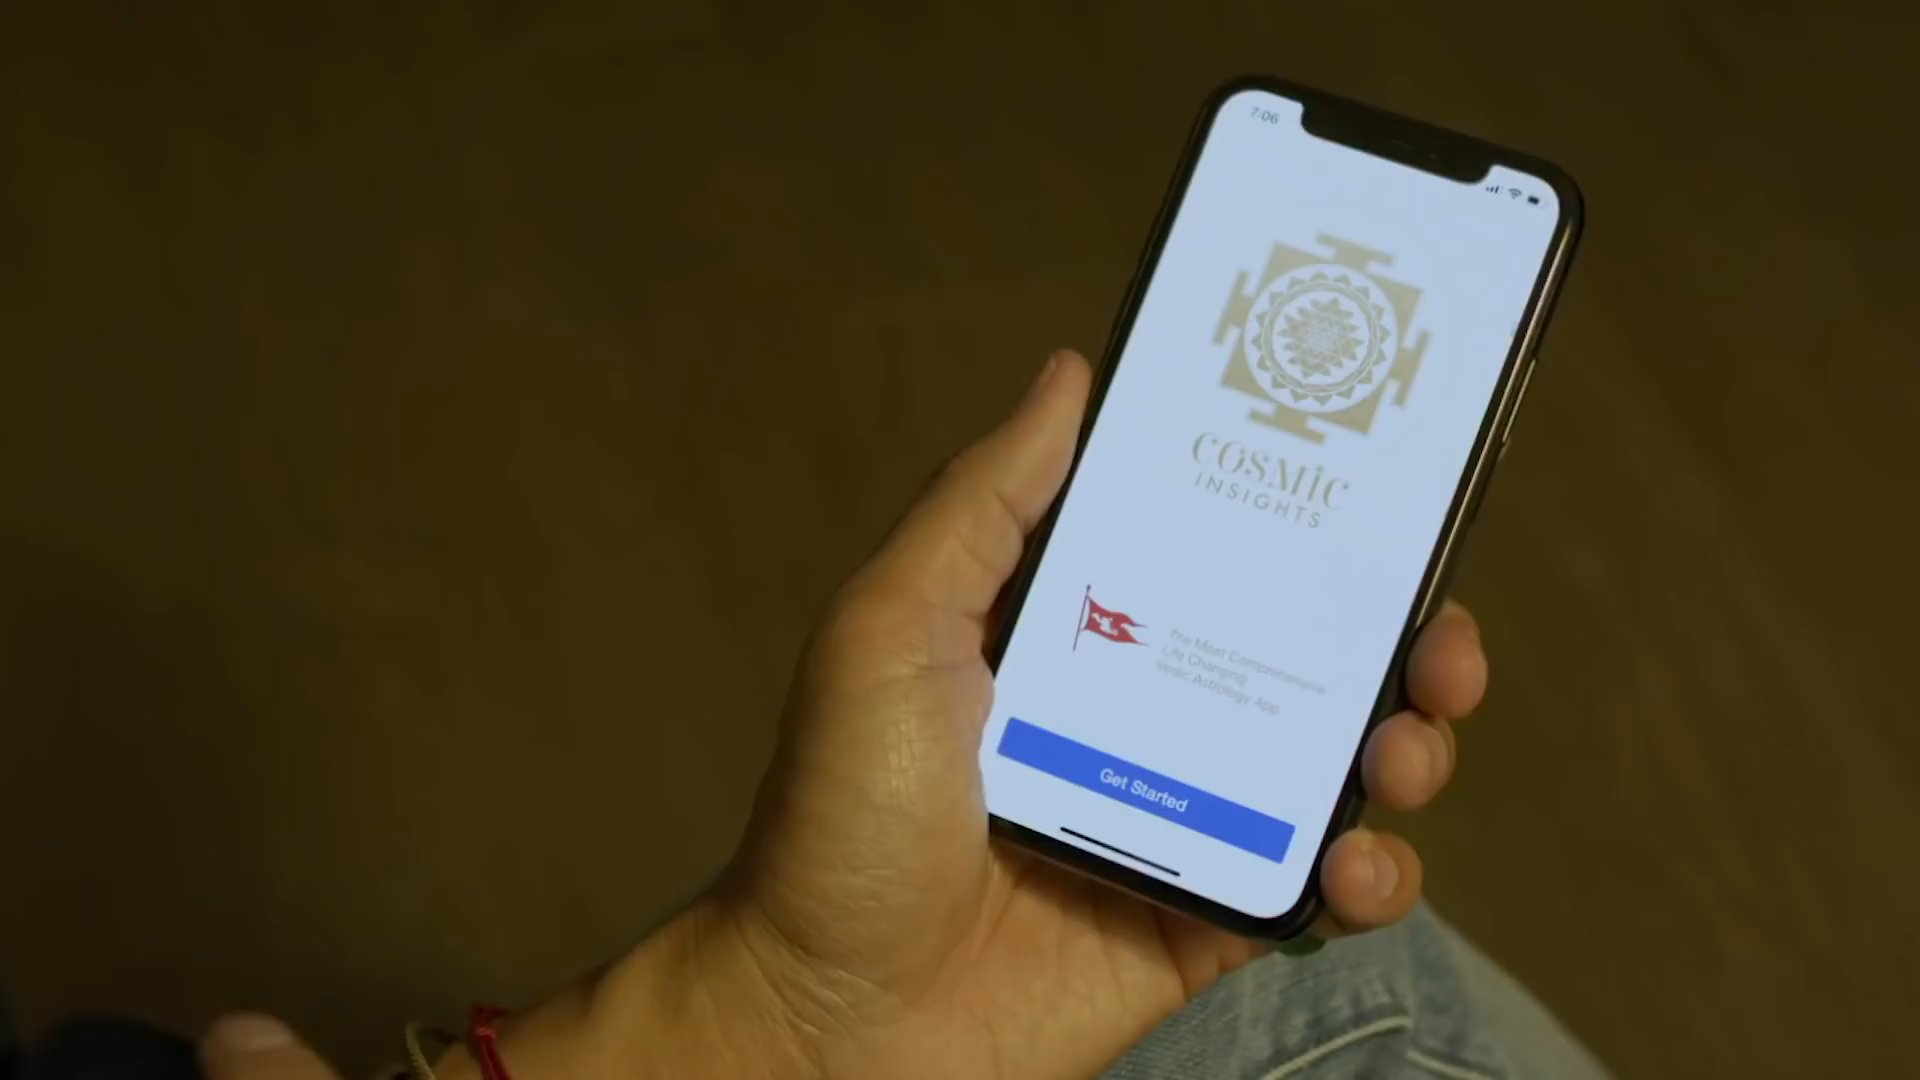 7:06
COSMIC
INSIGHTS
The Most Comprehensive
Life Changing
Vedic Astrology App
Get Started